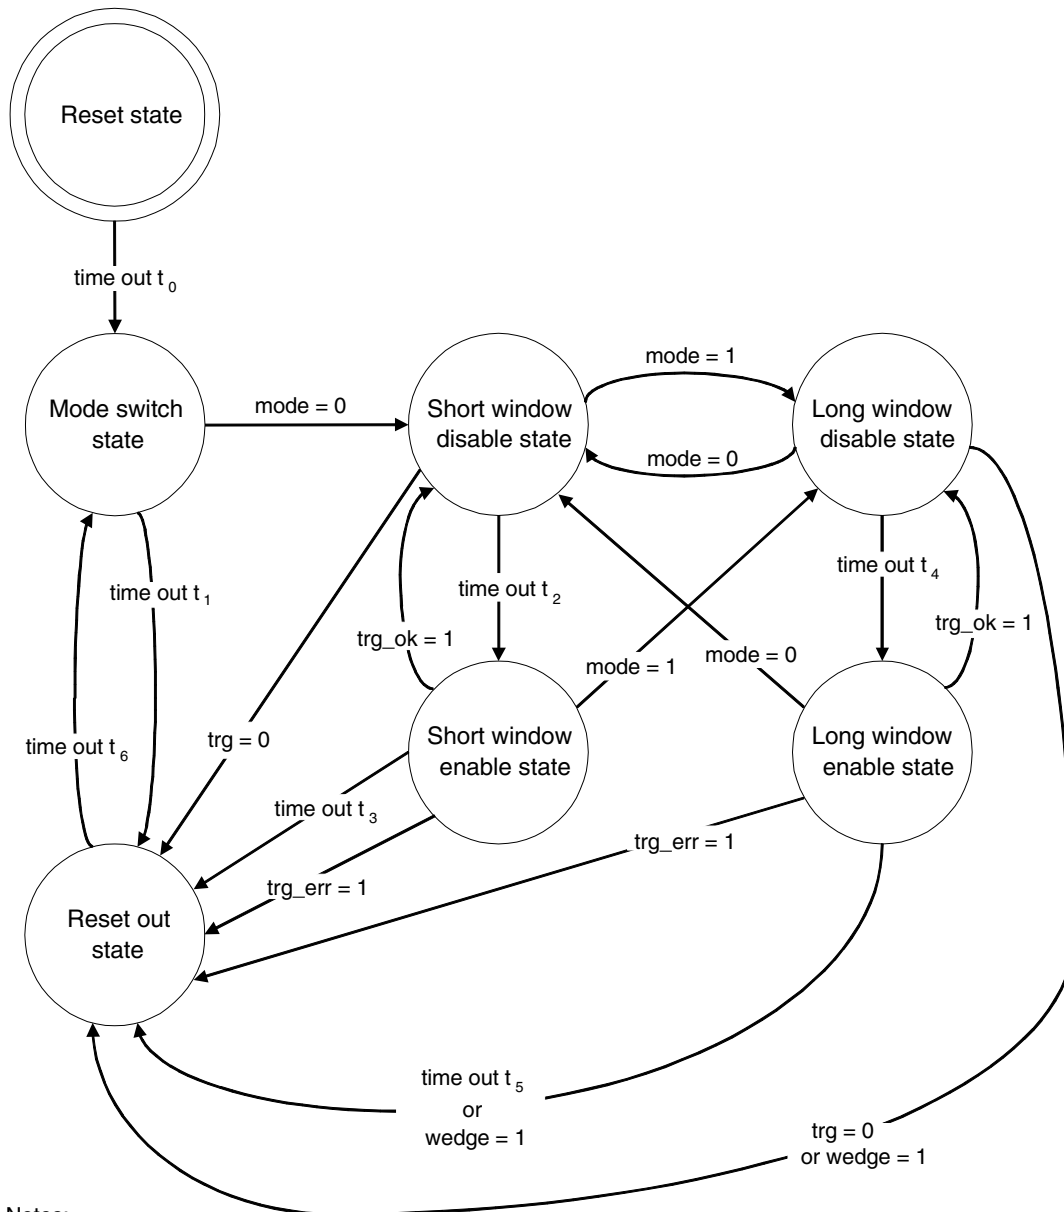 Reset state
time out t 0
Mode switch
state
mode = 0
Short window
disable state
mode = 1
mode = 0
Long window
disable state
time out t 1
time out t 2
time out t 4
trg_ok = 1
trg_ok = 1
mode = 1
mode = 0
time out t 6
trg = 0
Short window
enable state
Long window
enable state
time out t 3
trg_err = 1
trg_err = 1
Reset out
state
time out t 5
or
wedge = 1
trg = 0
or wedge = 1